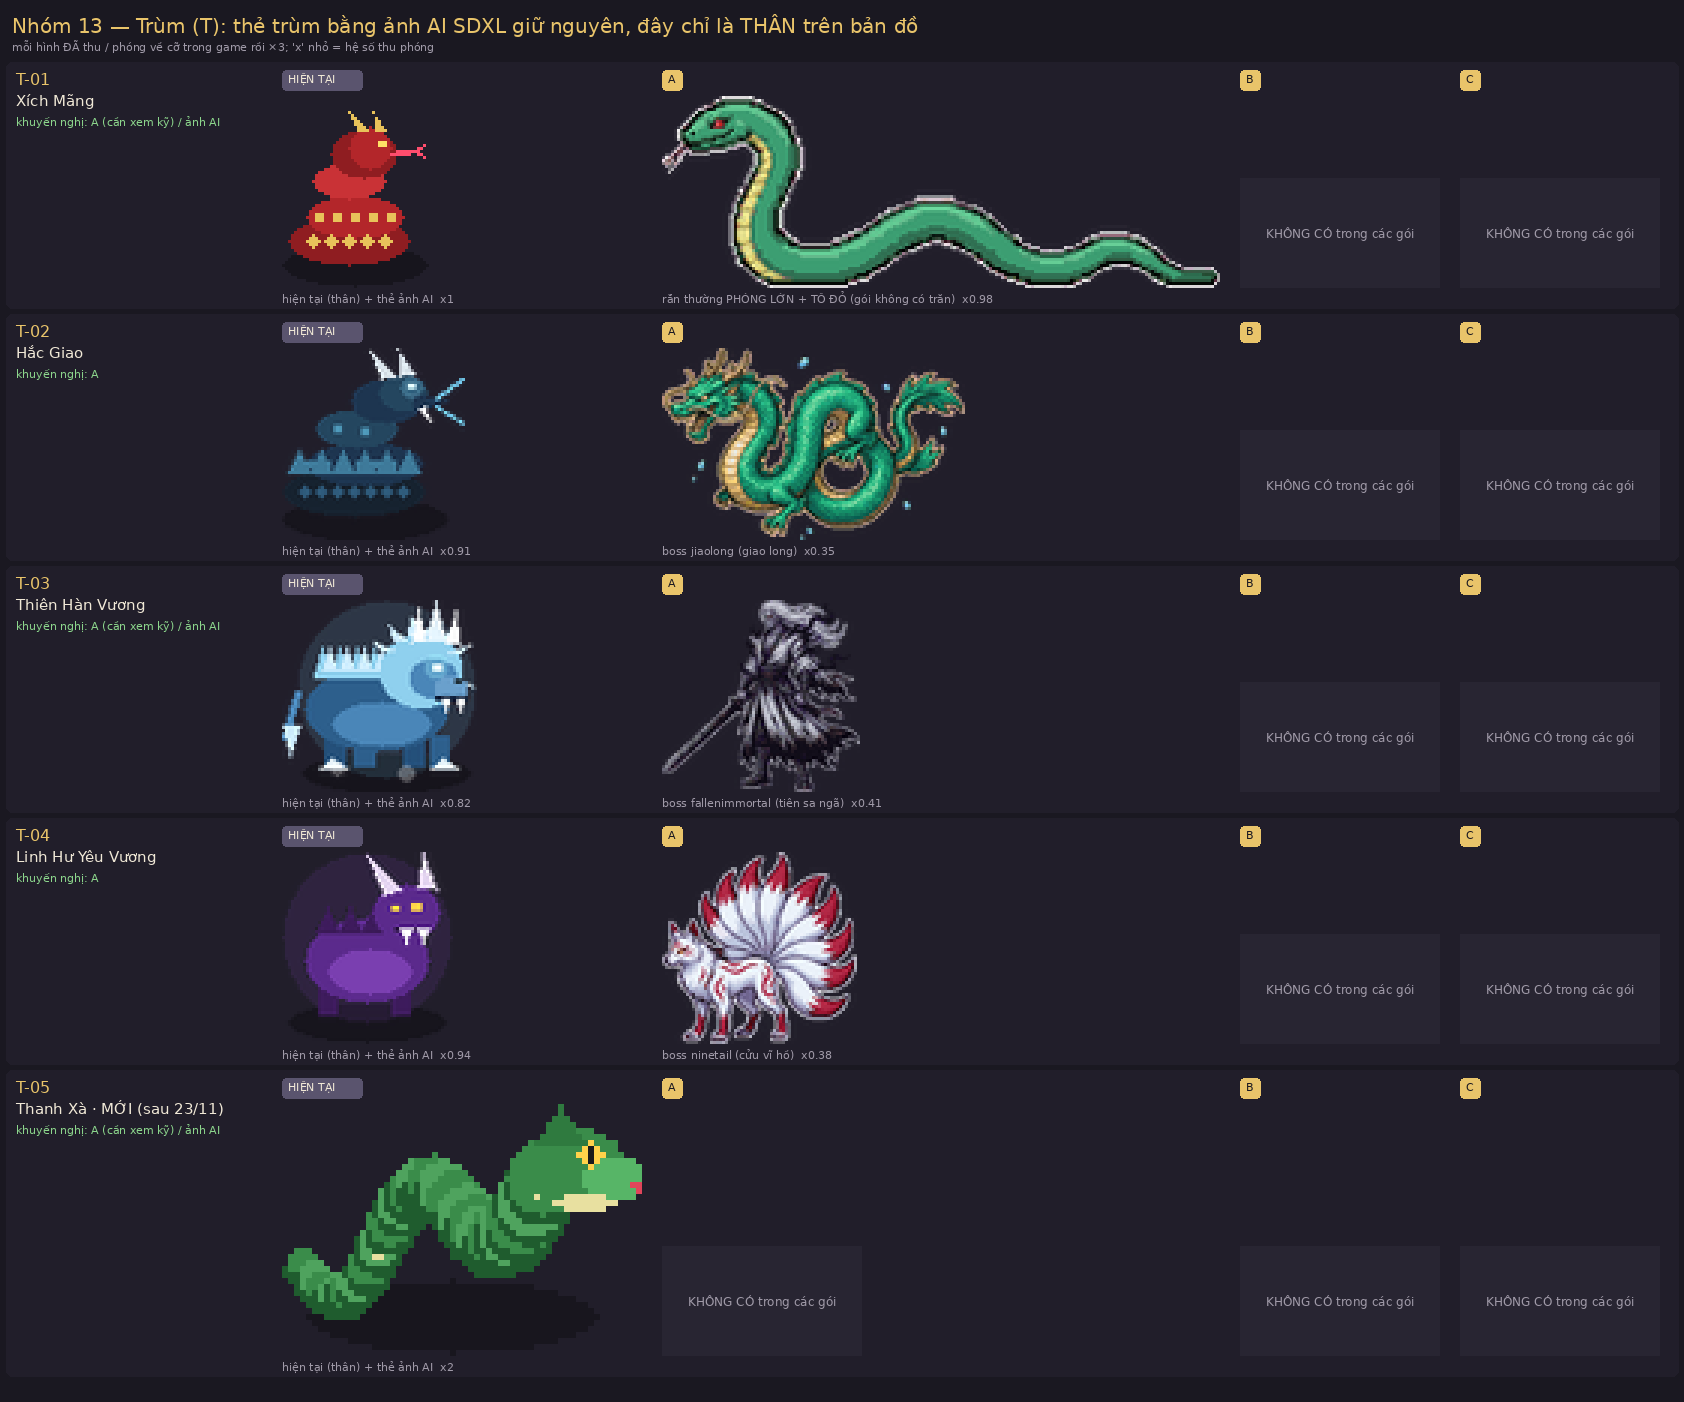 Nhóm 13 — Trùm (T): thẻ trùm bằng ảnh AI SDXL giữ nguyên, đây chỉ là THÂN trên bản đồ
mỗi hình ĐÃ thu / phóng về cỡ trong game rồi ×3; 'x' nhỏ = hệ số thu phóng
T-01
Xích Mãng
khuyến nghị: A (cần xem kỹ) / ảnh AI
HIỆN TẠI
hiện tại (thân) + thẻ ảnh AI x1
A
rắn thường PHÓNG LỚN + TÔ ĐỎ (gói không có trăn) x0.98
B
KHÔNG CÓ trong các gói
C
KHÔNG CÓ trong các gói
T-02
Hắc Giao
khuyến nghị: A
HIỆN TẠI
hiện tại (thân) + thẻ ảnh AI x0.91
A
boss jiaolong (giao long) x0.35
B
KHÔNG CÓ trong các gói
C
KHÔNG CÓ trong các gói
T-03
Thiên Hàn Vương
khuyến nghị: A (cần xem kỹ) / ảnh AI
HIỆN TẠI
hiện tại (thân) + thẻ ảnh AI x0.82
A
boss fallenimmortal (tiên sa ngã) x0.41
B
KHÔNG CÓ trong các gói
C
KHÔNG CÓ trong các gói
T-04
Linh Hư Yêu Vương
khuyến nghị: A
HIỆN TẠI
hiện tại (thân) + thẻ ảnh AI x0.94
A
boss ninetail (cửu vĩ hồ) x0.38
B
KHÔNG CÓ trong các gói
C
KHÔNG CÓ trong các gói
T-05
Thanh Xà · MỚI (sau 23/11)
khuyến nghị: A (cần xem kỹ) / ảnh AI
HIỆN TẠI
hiện tại (thân) + thẻ ảnh AI x2
A
KHÔNG CÓ trong các gói
B
KHÔNG CÓ trong các gói
C
KHÔNG CÓ trong các gói